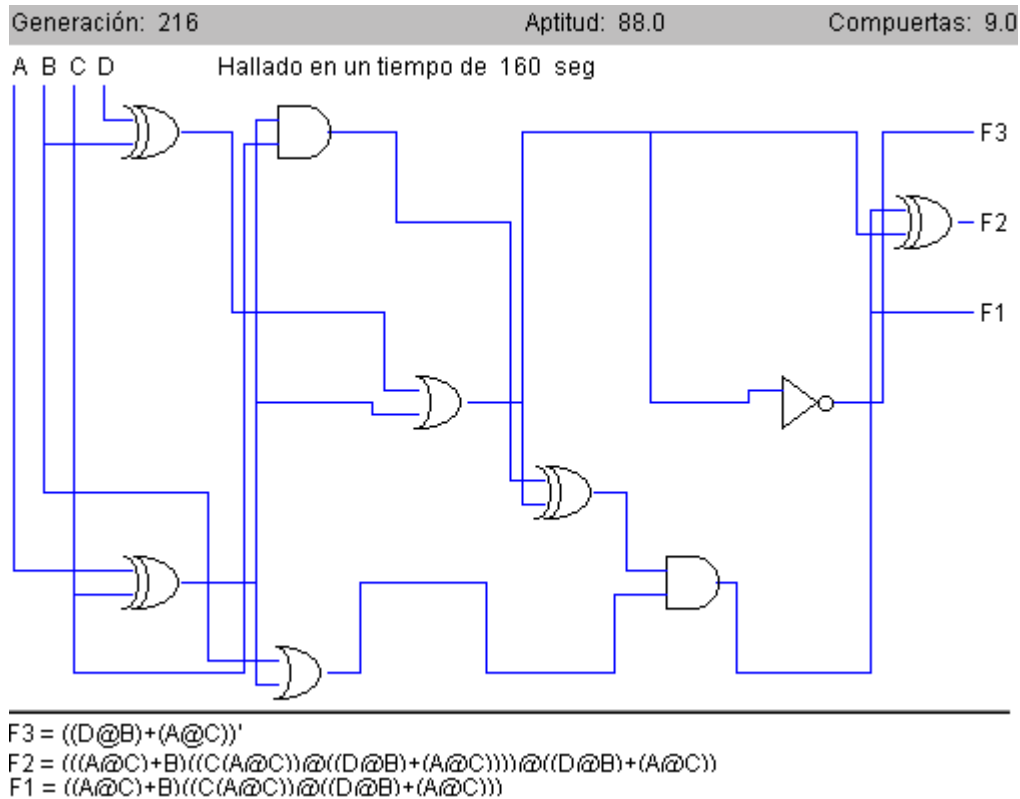 Generación: 216 Aptitud: 88.0 Compuertas: 9.0
A B C D Hallado en un tiempo de 160 seg
F3
F2
F1
F3 = ((D@B)+(A@C))'
F2 = (((A@C)+B)((C(A@C))@((D@B)+(A@C))))@((D@B)+(A@C))
F1 = ((A@C)+B)((C(A@C))@((D@B)+(A@C)))